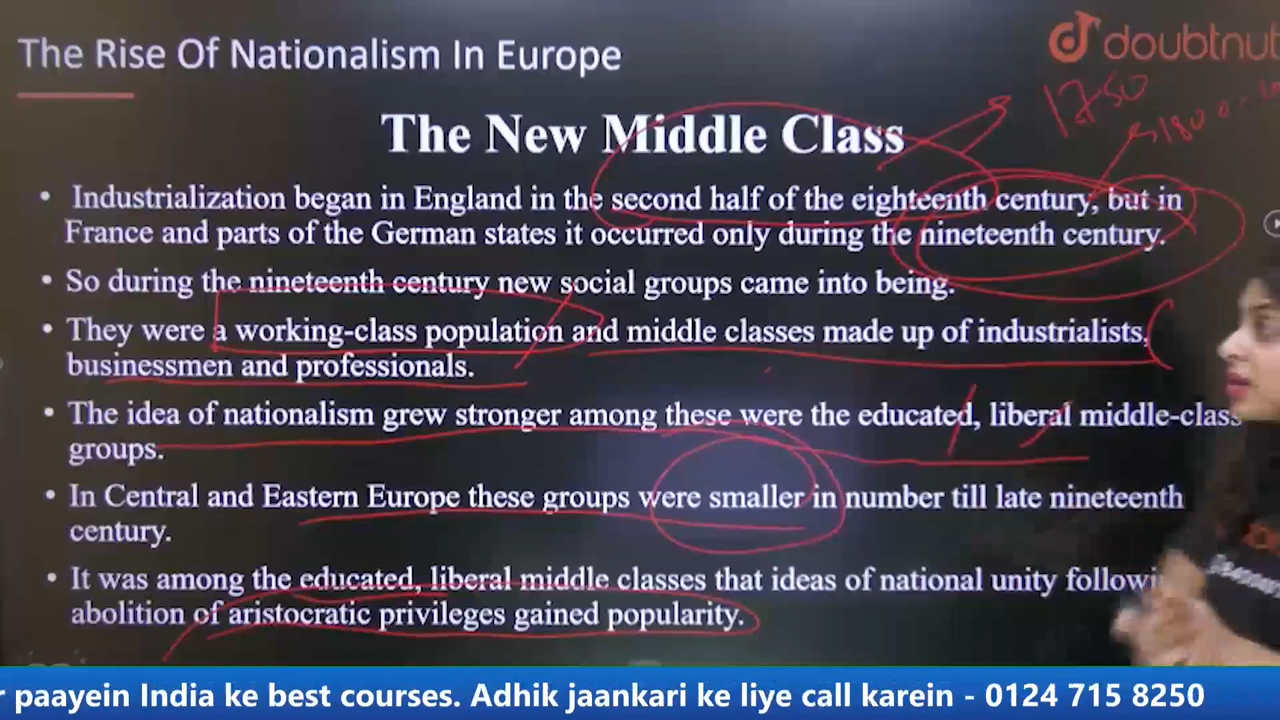 The Rise Of Nationalism In Europe
doubtnut
1750
The New Middle Class
• Industrialization began in England in the second half of the eighteenth century, but in
France and parts of the German states it occurred only during the nineteenth century.
• So during the nineteenth century new social groups came into being.
• They were a working-class population and middle classes made up of industrialists,
businessmen and professionals.
• The idea of nationalism grew stronger among these were the educated, liberal middle-class
groups.
• In Central and Eastern Europe these groups were smaller in number till late nineteenth
century.
• It was among the educated, liberal middle classes that ideas of national unity followi
abolition of aristocratic privileges gained popularity.
r paayein India ke best courses. Adhik jaankari ke liye call karein - 0124 715 8250